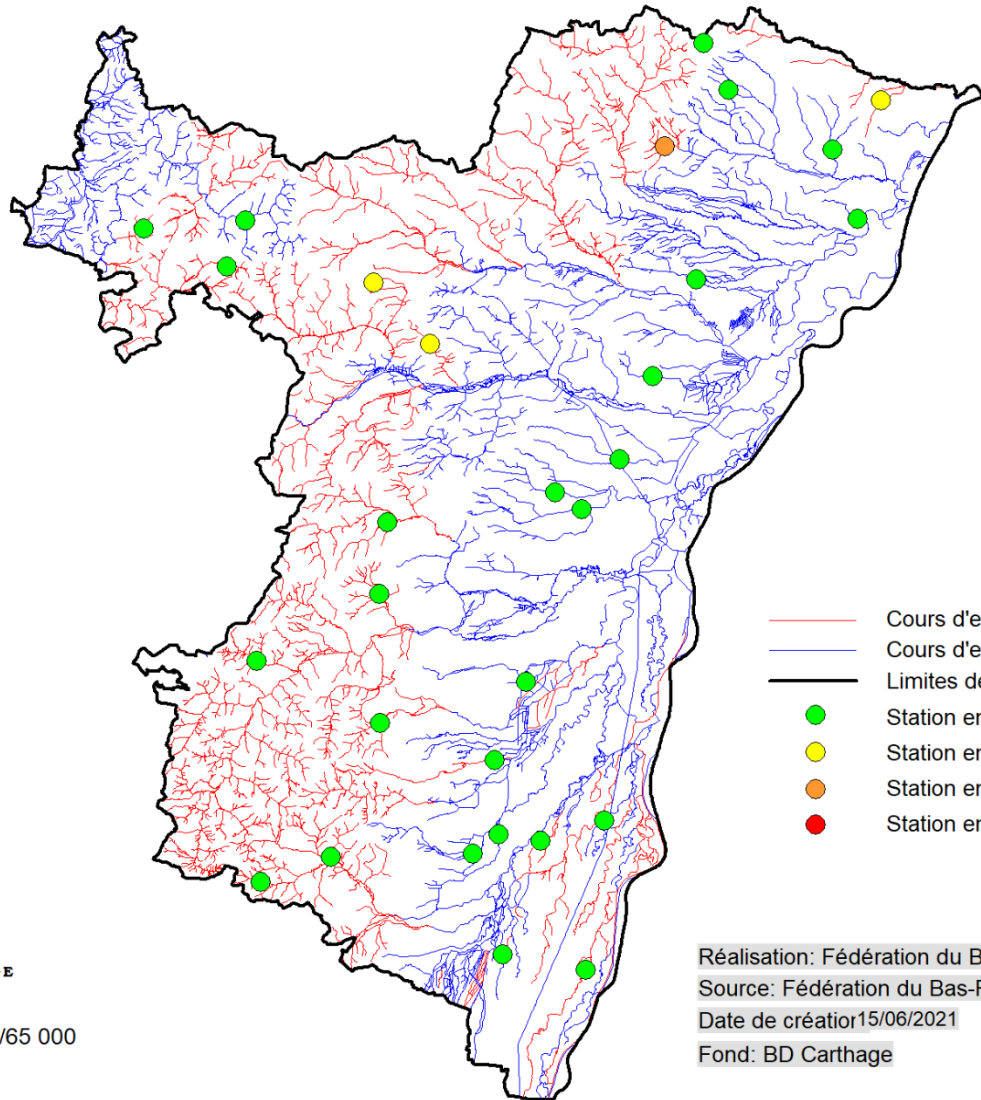 Cours d'e
Cours d'e
Limites de
Station en
Station en
Station en
Station en
E
/65 000
Réalisation: Fédération du B
Source: Fédération du Bas-R
Date de création 15/06/2021
Fond: BD Carthage